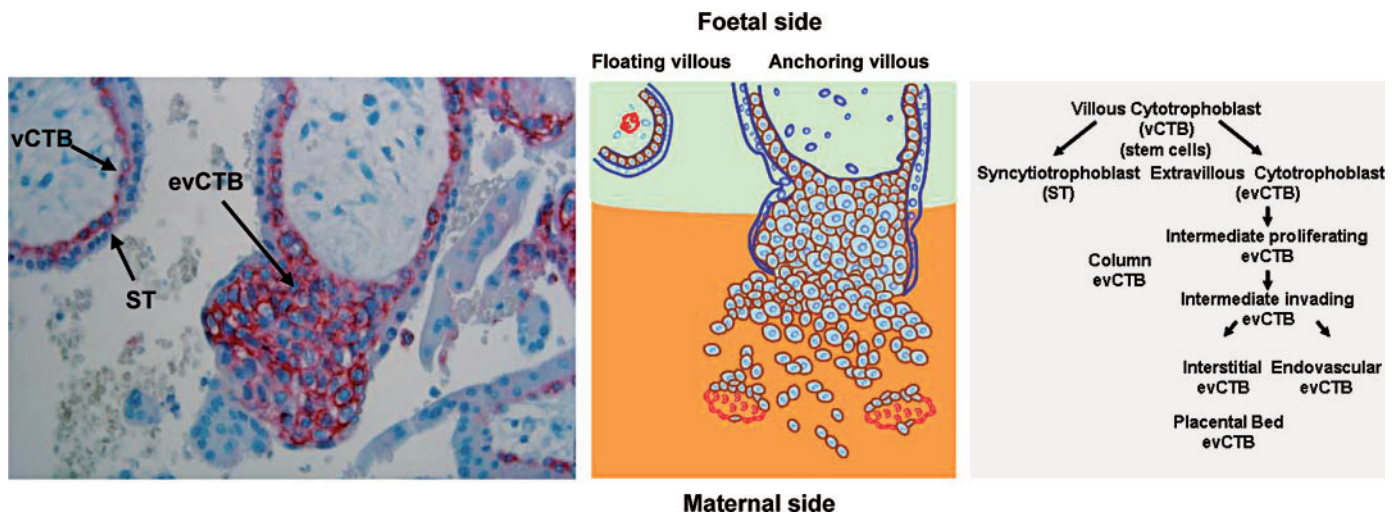 Foetal side
Floating villous Anchoring villous
vCTB
evCTB
ST
Villous Cytotrophoblast
(vCTB)
(stem cells)
Syncytiotrophoblast Extravillous Cytotrophoblast
(ST) (evCTB)
Intermediate proliferating
evCTB
Column
evCTB
Intermediate invading
evCTB
Interstitial Endovascular
evCTB evCTB
Placental Bed
evCTB
Maternal side